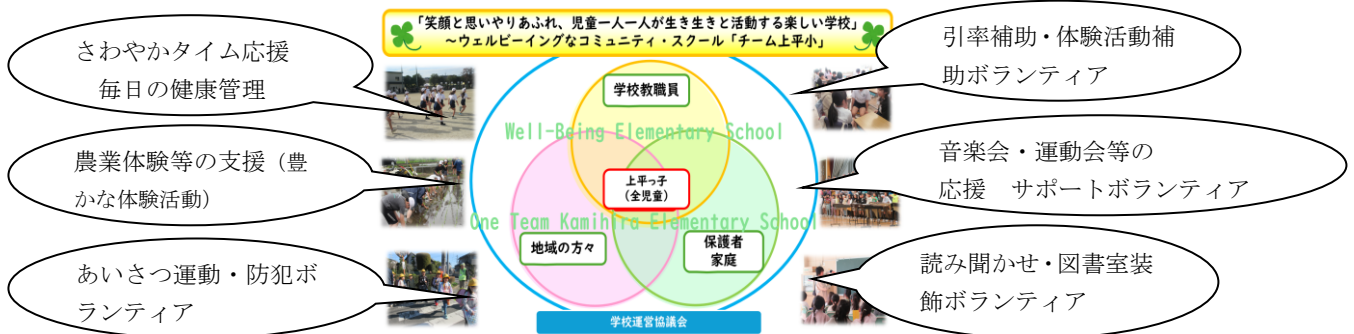 「笑顔と思いやりあふれ、児童一人一人が生き生きと活動する楽しい学校」
～ウェルビーイングなコミュニティ・スクール「チーム上平小」
さわやかタイム応援
毎日の健康管理
農業体験等の支援（豊
かな体験活動）
あいさつ運動・防犯ボ
ランティア
学校教職員
Well-Being Elementary School
上平っ子
（全児童）
One Team Kamihira Elementary School
地域の方々
保護者
家庭
学校運営協議会
引率補助・体験活動補
助ボランティア
音楽会・運動会等の
応援　サポートボランティア
読み聞かせ・図書室装
飾ボランティア